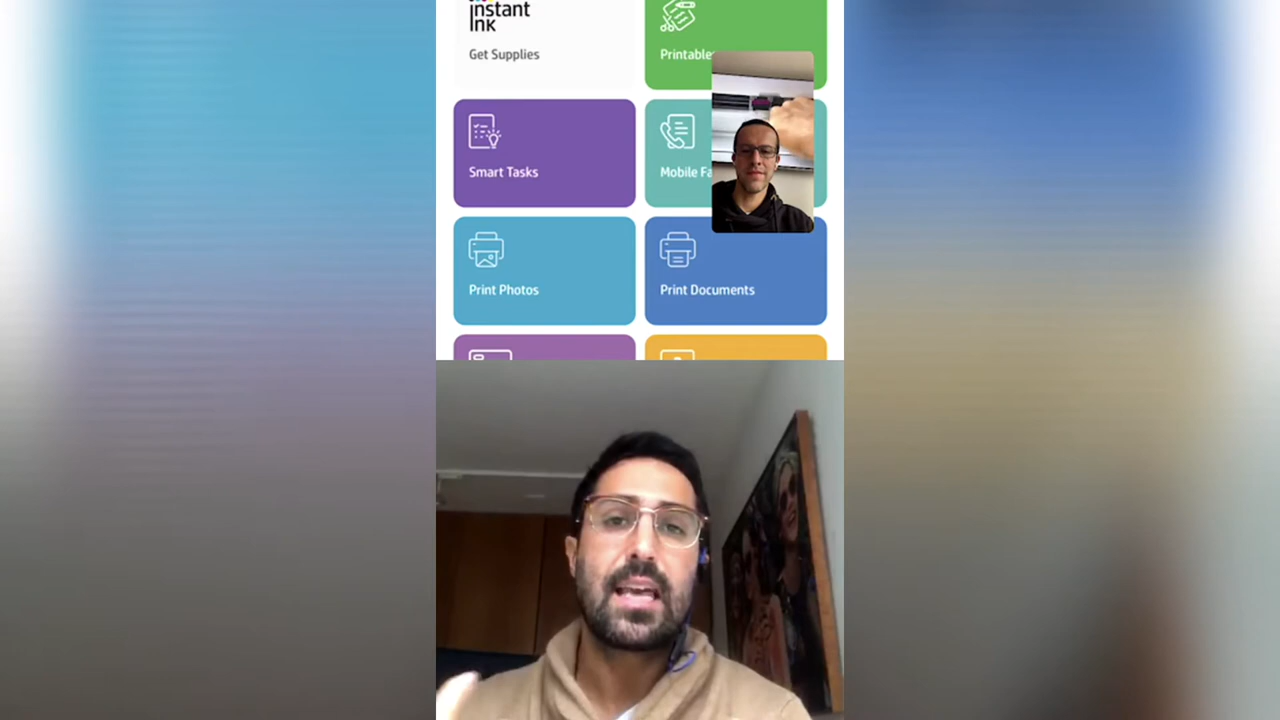 instant
Ink
Get Supplies
Printable
Smart Tasks
Mobile Fa
Print Photos
Print Documents